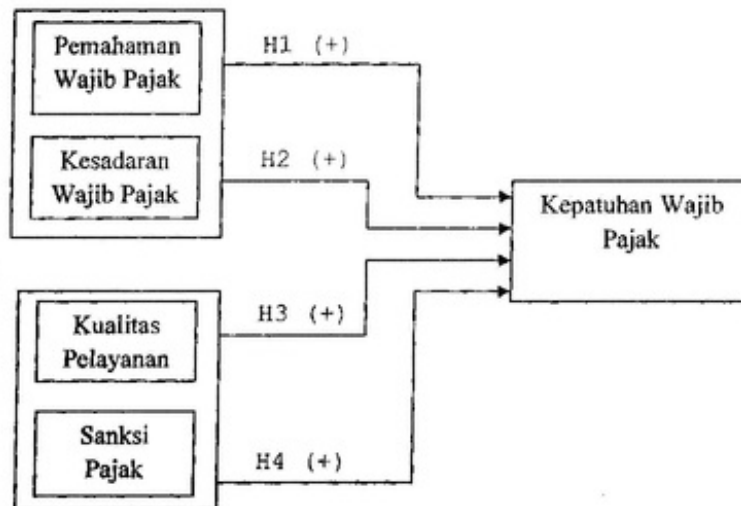 Pemahaman
Wajib Pajak
H1 (+)
Kesadaran
Wajib Pajak
H2 (+)
Kepatuhan Wajib
Pajak
Kualitas
Pelayanan
H3 (+)
Sanksi
Pajak
H4 (+)